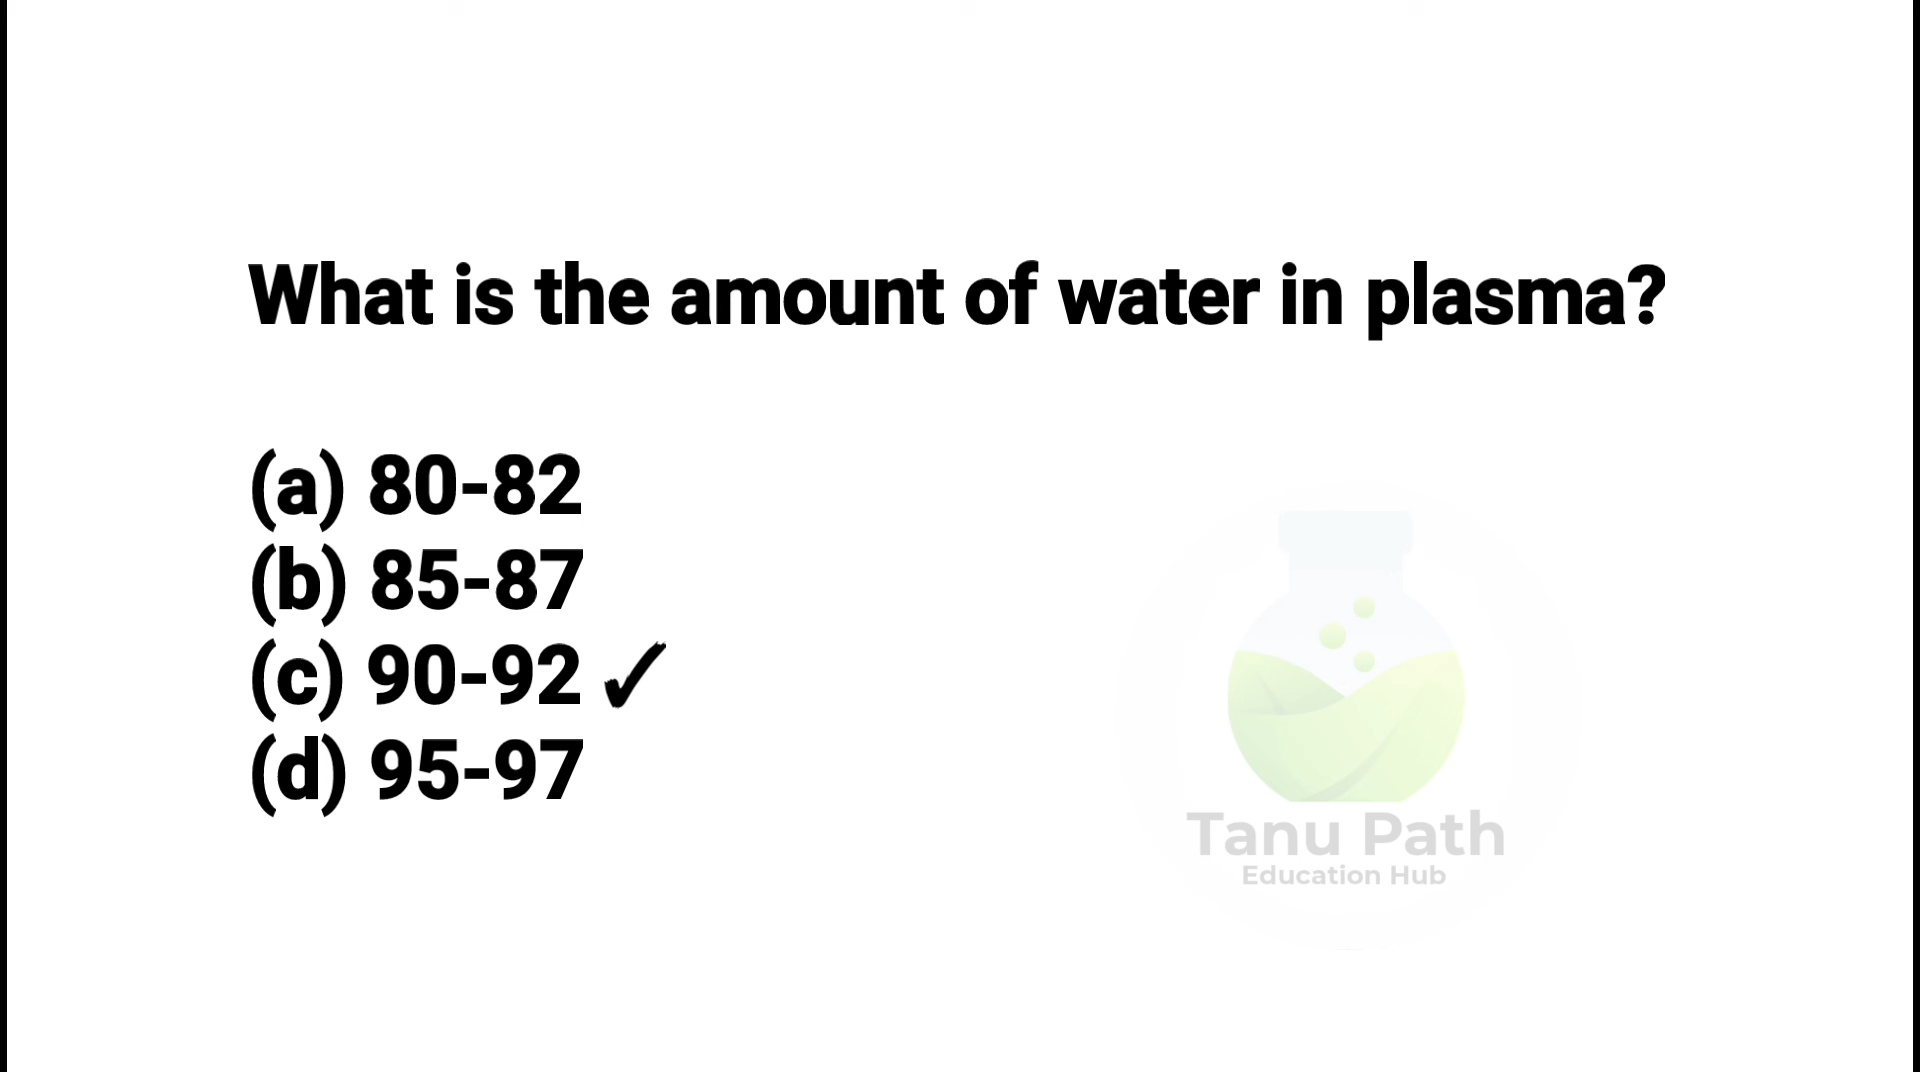 What is the amount of water in plasma?
(a) 80-82
(b) 85-87
(c) 90-92 ✓
(d) 95-97
Tanu Path
Education Hub